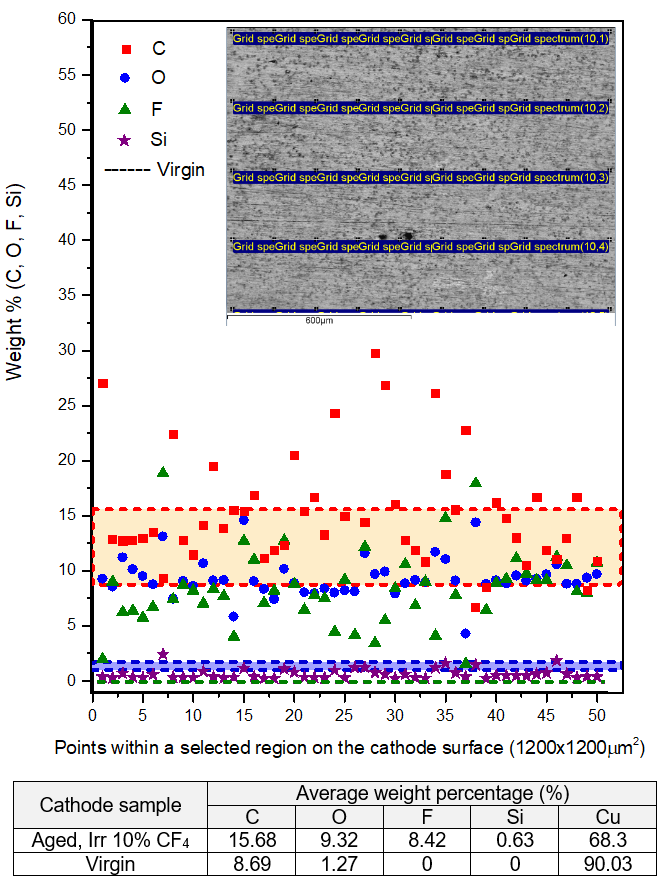 60
55
50
45
40
35
30
25
20
15
10
5
0
Weight % (C, O, F, Si)
C
O
F
Si
------ Virgin
Grid speGrid speGrid speGrid speGrid spGrid spectrum(10,1)
Grid speGrid speGrid speGrid speGrid spGrid spectrum(10,2)
Grid speGrid speGrid speGrid speGrid spGrid spectrum(10,3)
Grid speGrid speGrid speGrid speGrid spGrid spectrum(10,4)
600µm
0 5 10 15 20 25 30 35 40 45 50
Points within a selected region on the cathode surface (1200x1200µm²)
Cathode sample Average weight percentage (%)
C O F Si Cu
Aged, Irr 10% CF₄ 15.68 9.32 8.42 0.63 68.3
Virgin 8.69 1.27 0 0 90.03